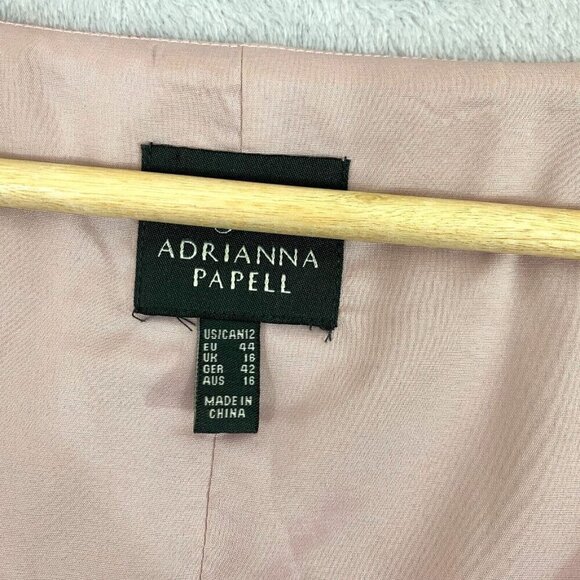 ADRIANNA
PAPELL
US/CAN12
EU 44
UK 16
GER 42
AUS 16
MADE IN
CHINA